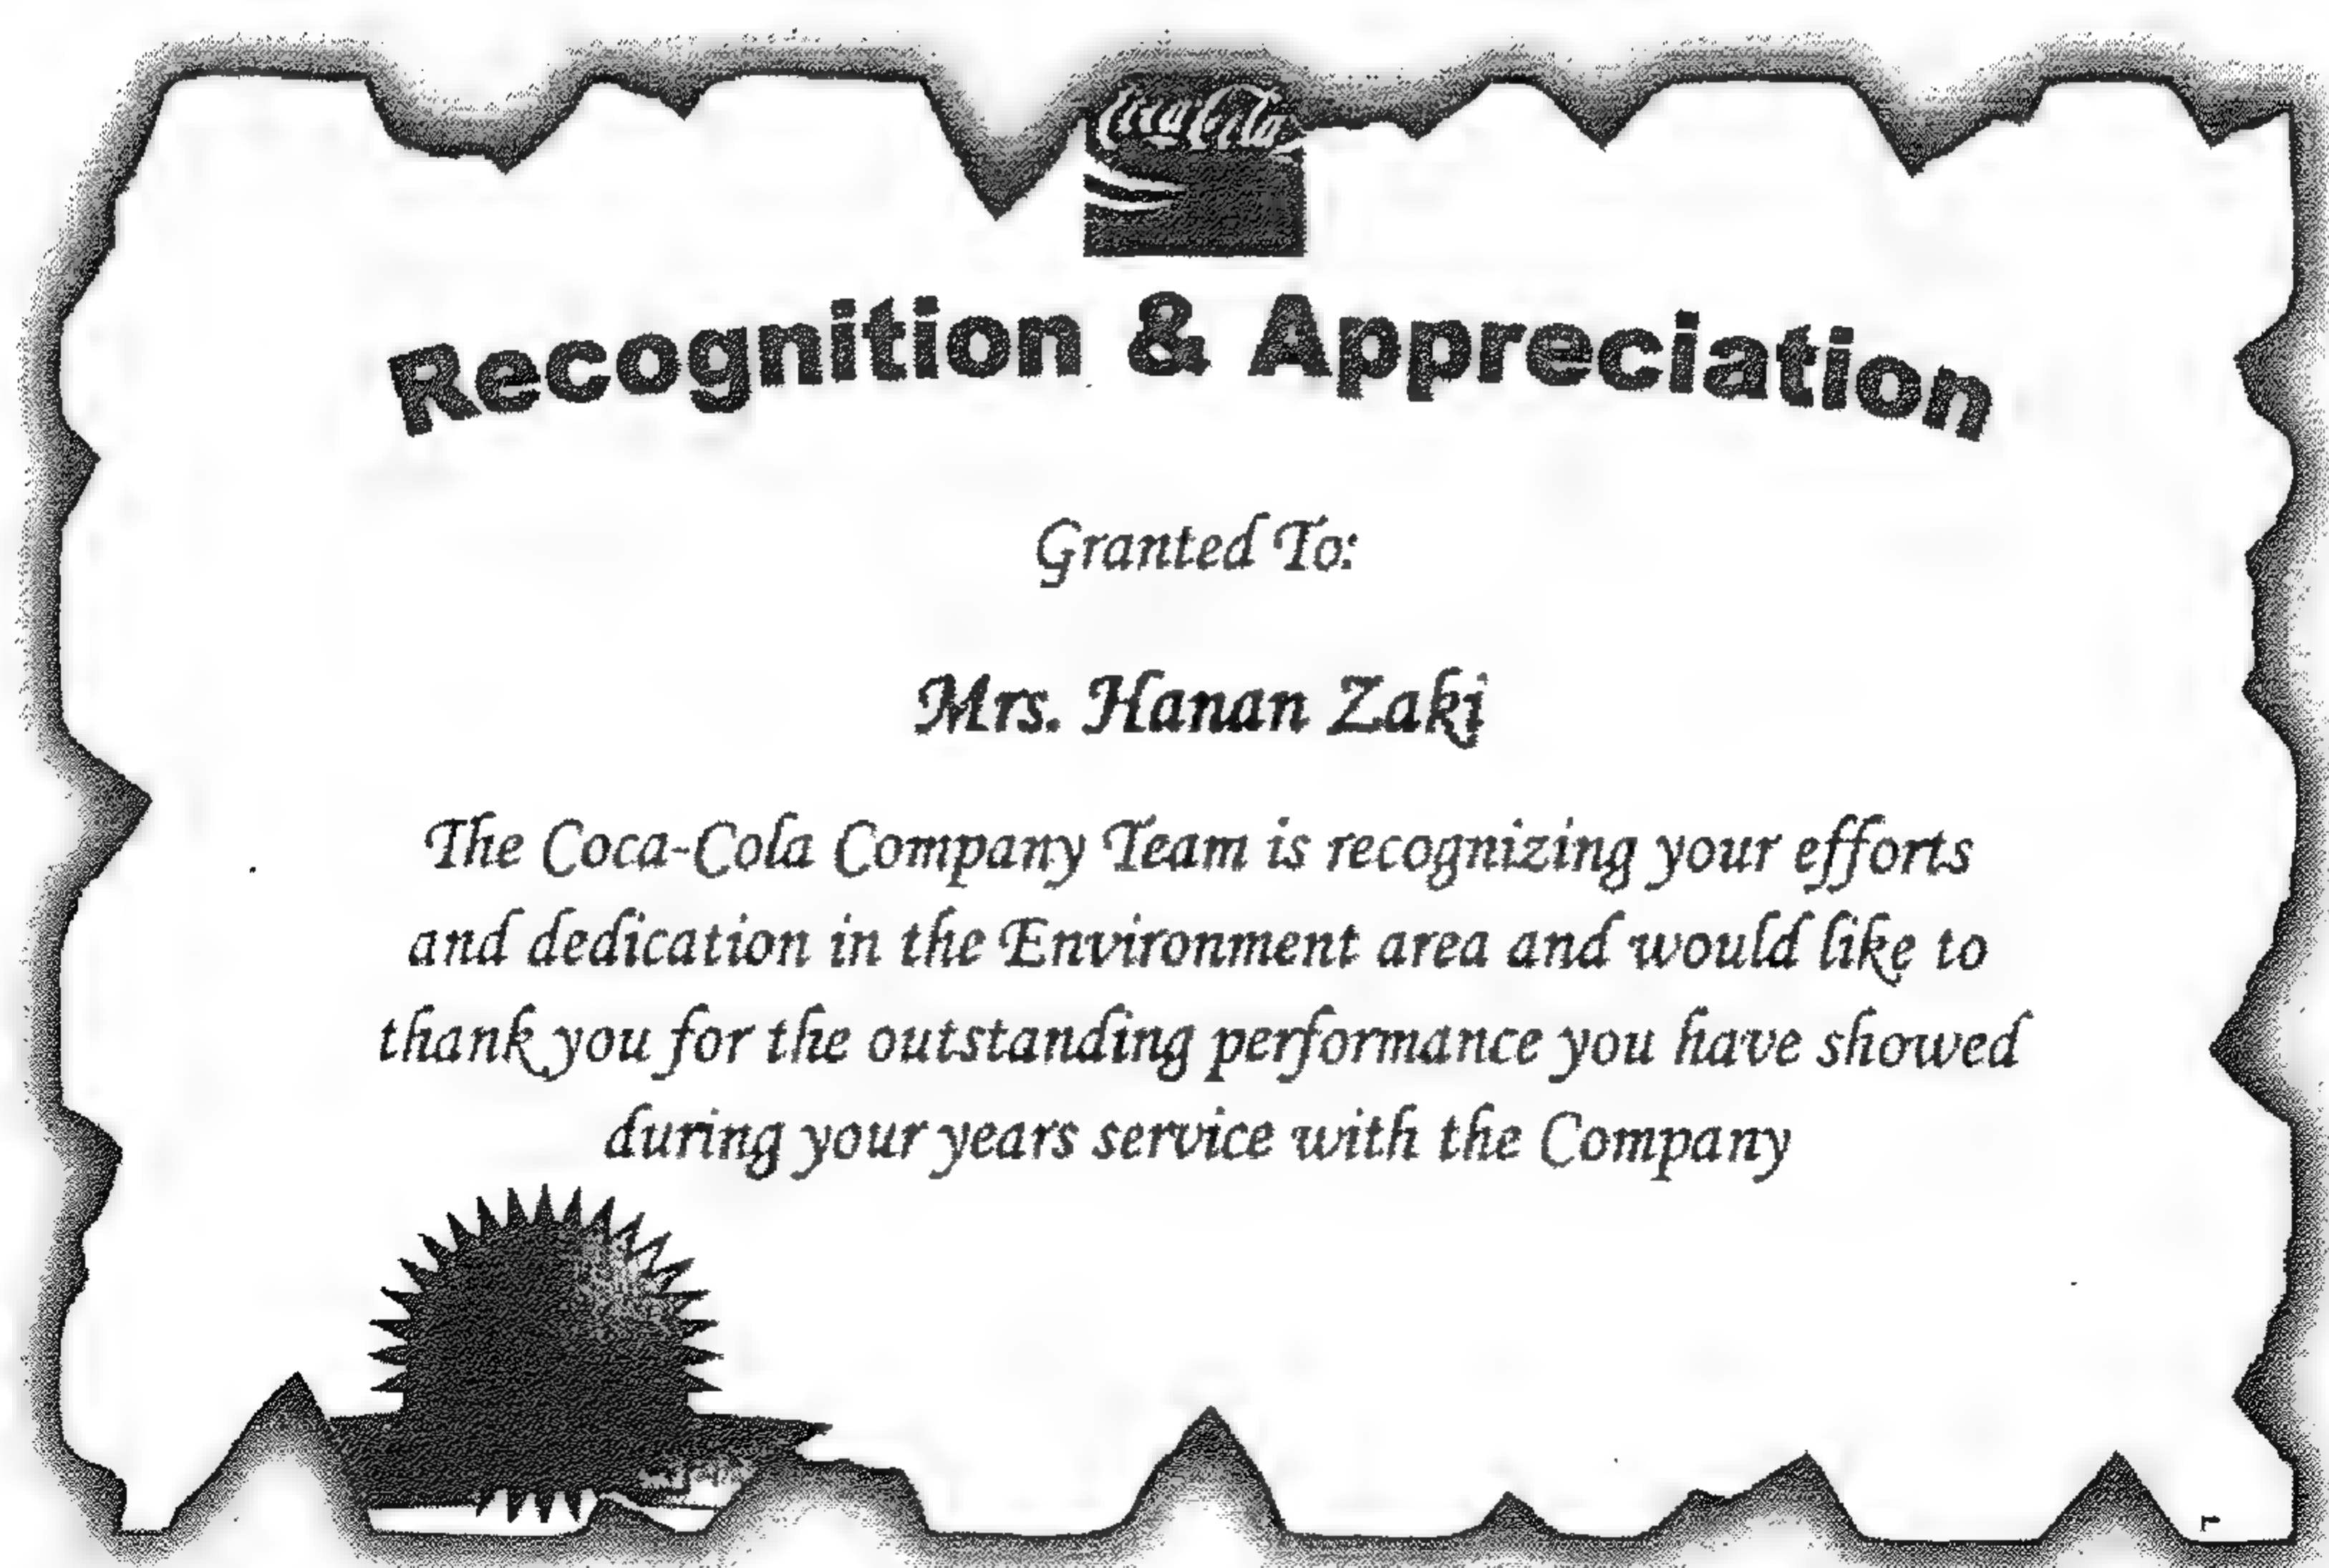 Coca-Cola
Recognition & Appreciation
Granted To:
Mrs. Hanan Zaki
The Coca-Cola Company Team is recognizing your efforts
and dedication in the Environment area and would like to
thank you for the outstanding performance you have showed
during your years service with the Company